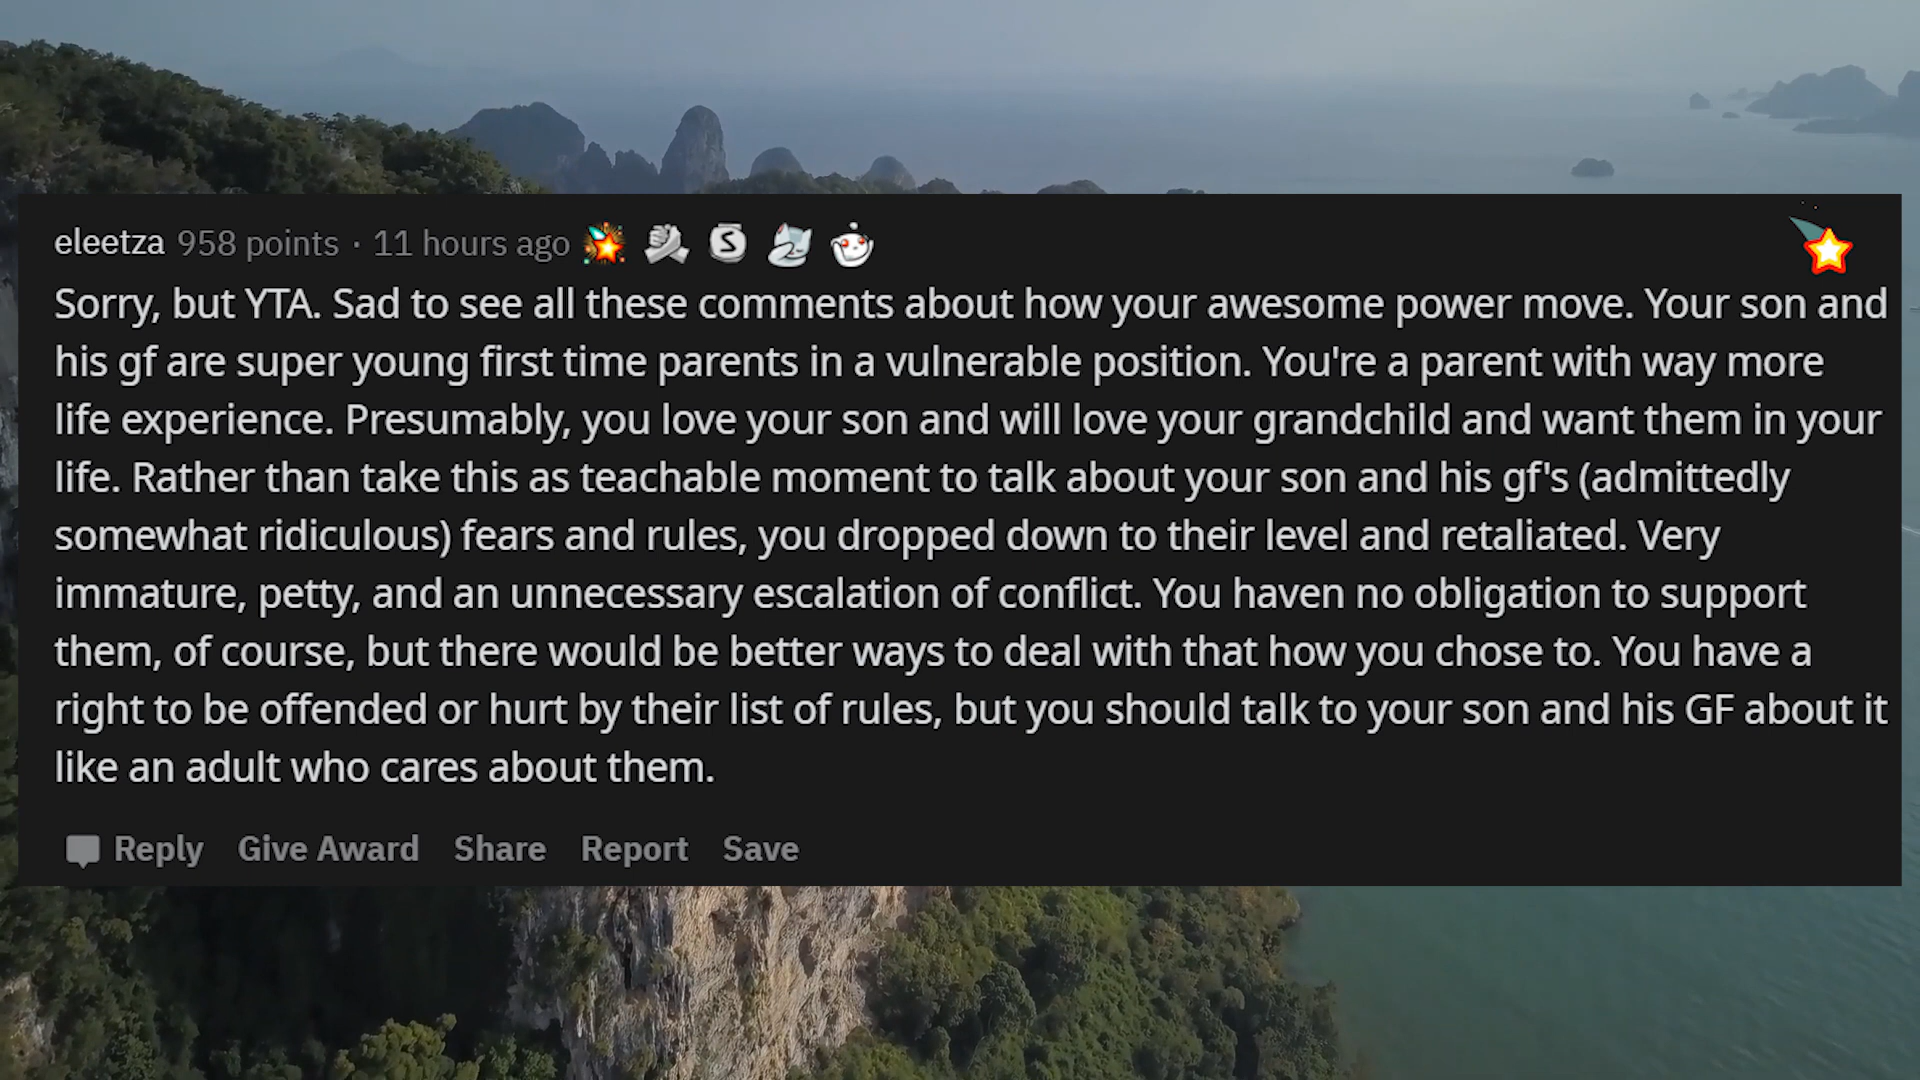 eleetza 958 points · 11 hours ago
Sorry, but YTA. Sad to see all these comments about how your awesome power move. Your son and
his gf are super young first time parents in a vulnerable position. You're a parent with way more
life experience. Presumably, you love your son and will love your grandchild and want them in your
life. Rather than take this as teachable moment to talk about your son and his gf's (admittedly
somewhat ridiculous) fears and rules, you dropped down to their level and retaliated. Very
immature, petty, and an unnecessary escalation of conflict. You haven no obligation to support
them, of course, but there would be better ways to deal with that how you chose to. You have a
right to be offended or hurt by their list of rules, but you should talk to your son and his GF about it
like an adult who cares about them.
Reply Give Award Share Report Save